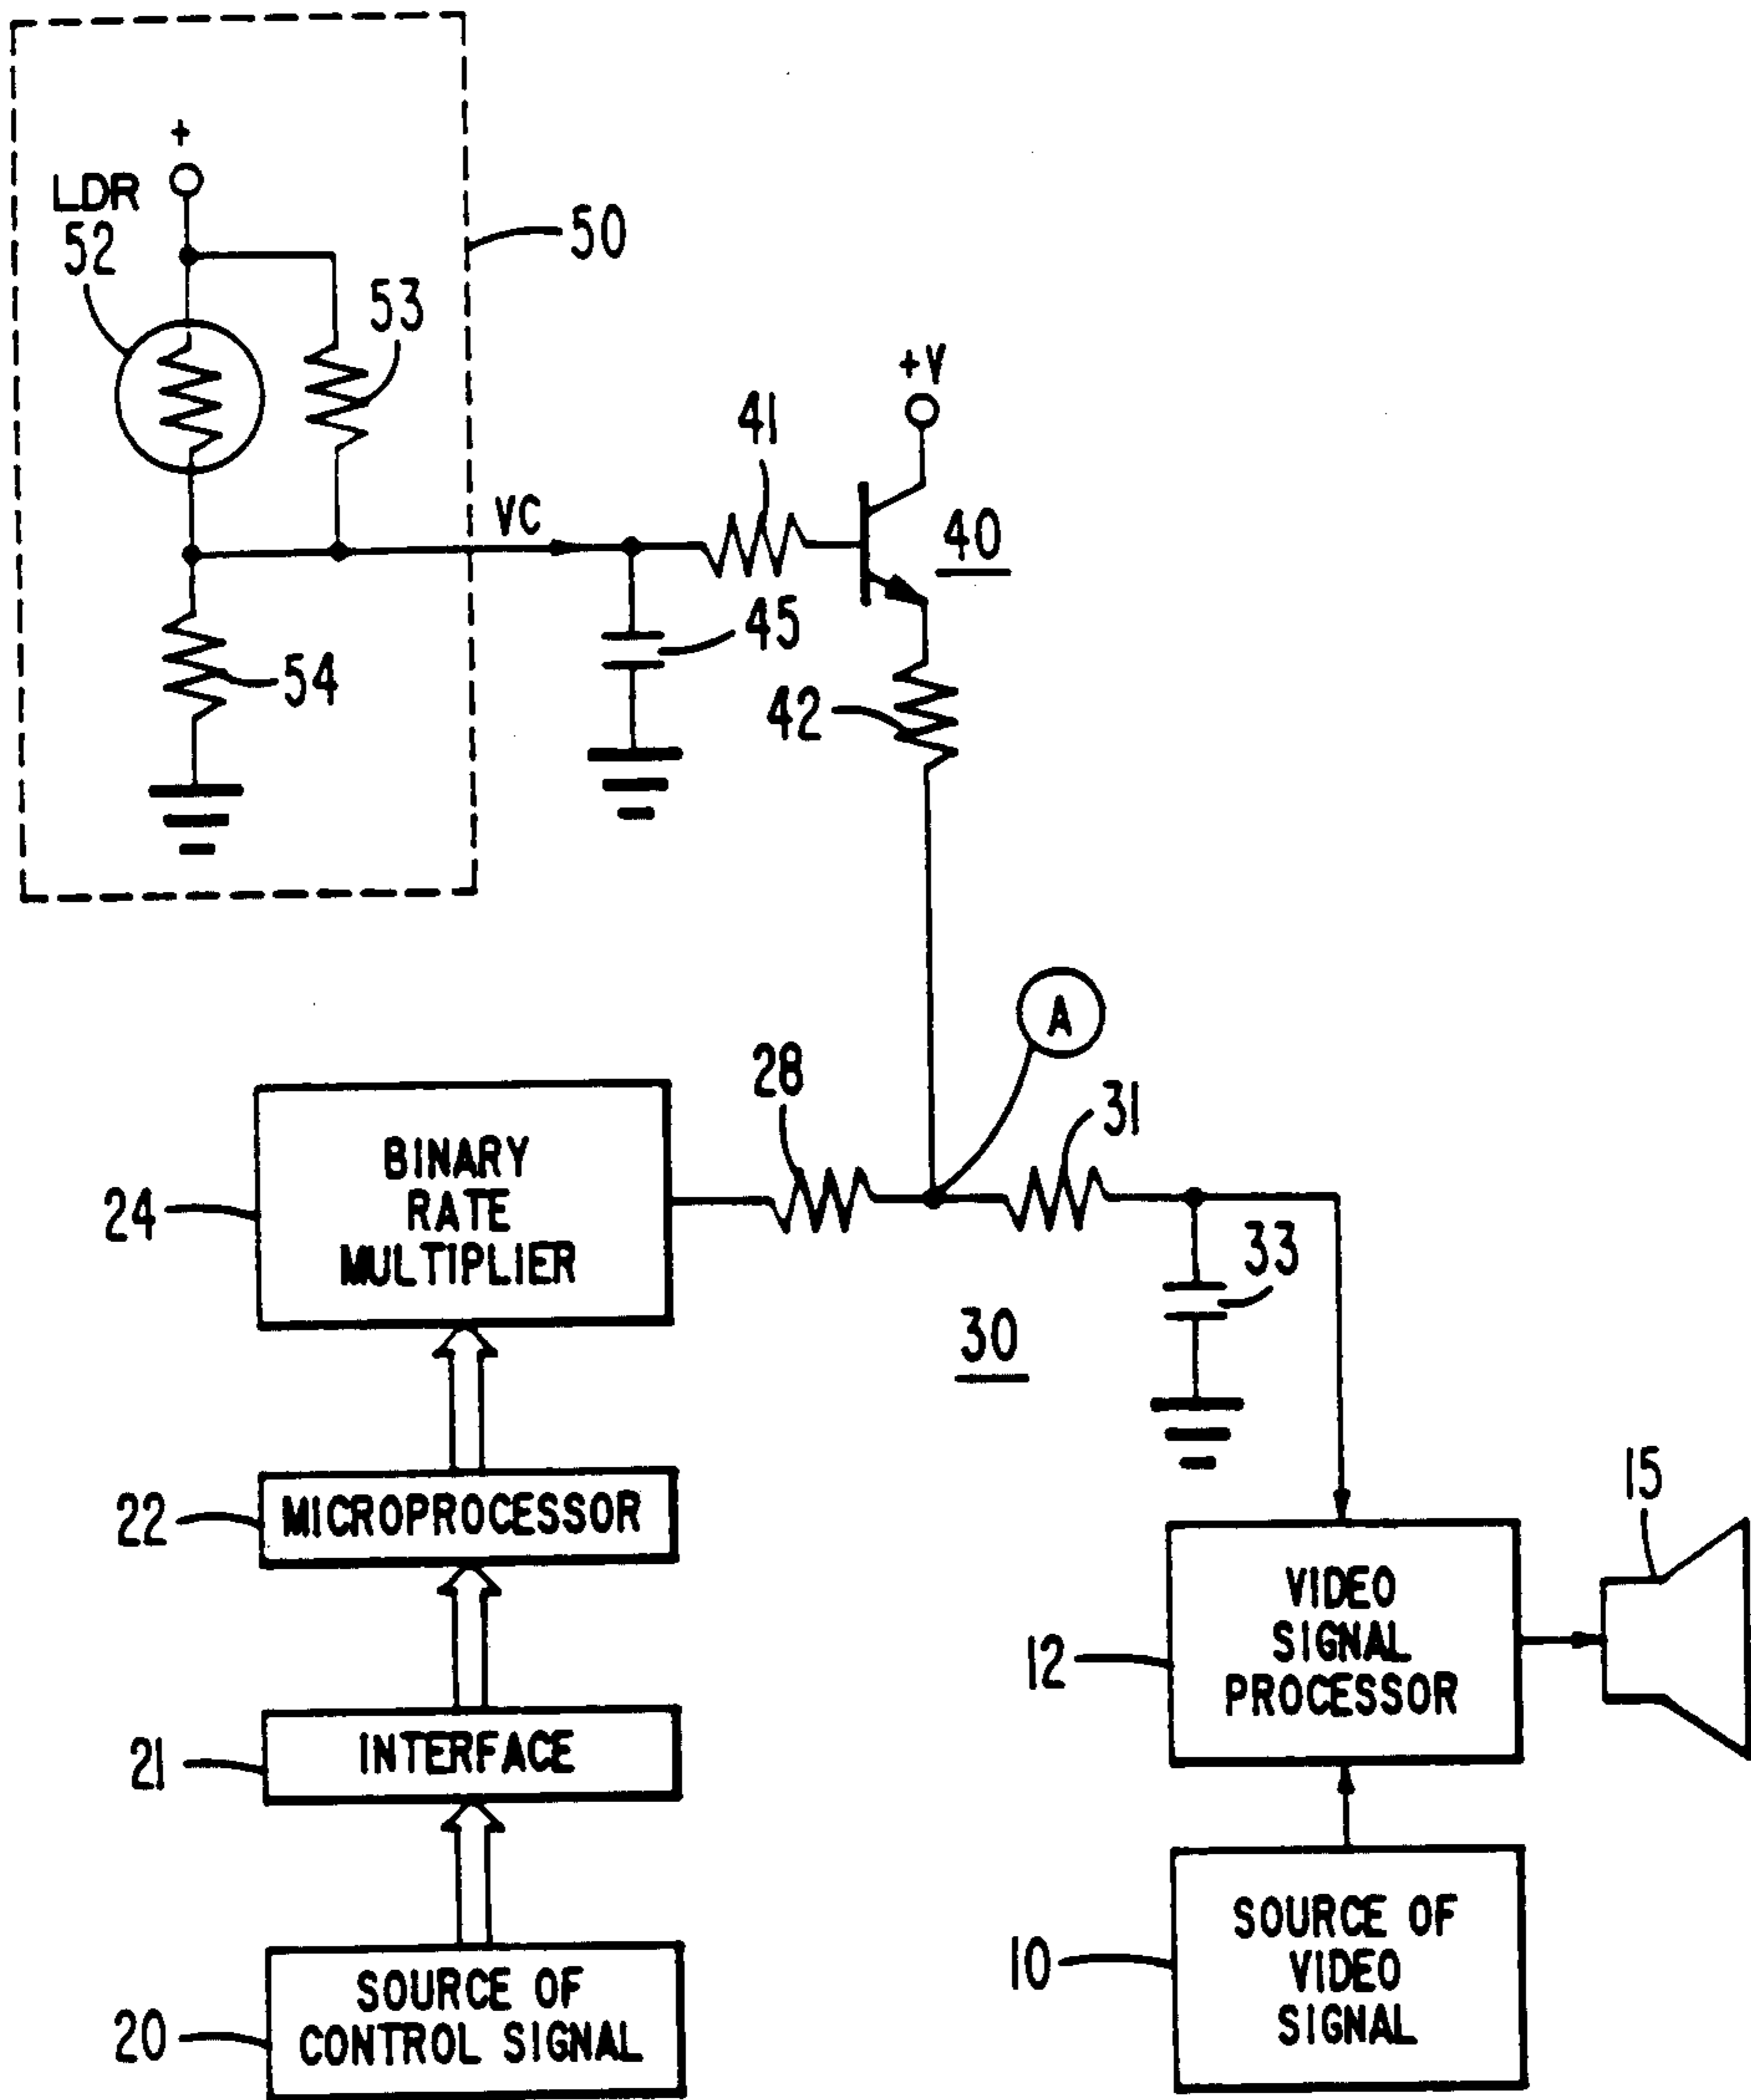 +
LDR
52
50
53
+V
41
VC
40
45
54
42
A
28
31
BINARY
RATE
MULTIPLIER
24
33
30
15
22
MICROPROCESSOR
VIDEO
SIGNAL
PROCESSOR
12
21
INTERFACE
SOURCE OF
VIDEO
SIGNAL
10
SOURCE OF
CONTROL SIGNAL
20